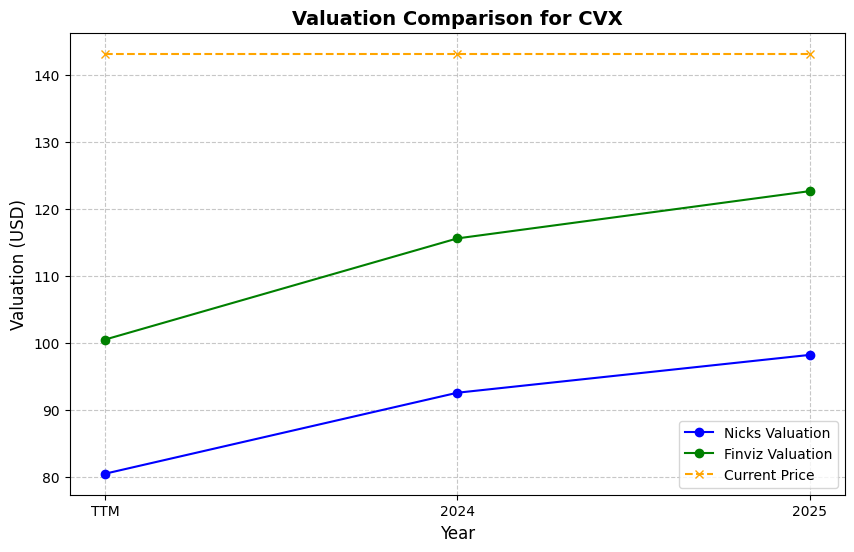 Valuation Comparison for CVX
Valuation (USD)
140
130
120
110
100
90
80
TTM
2024
2025
Year
Nicks Valuation
Finviz Valuation
Current Price